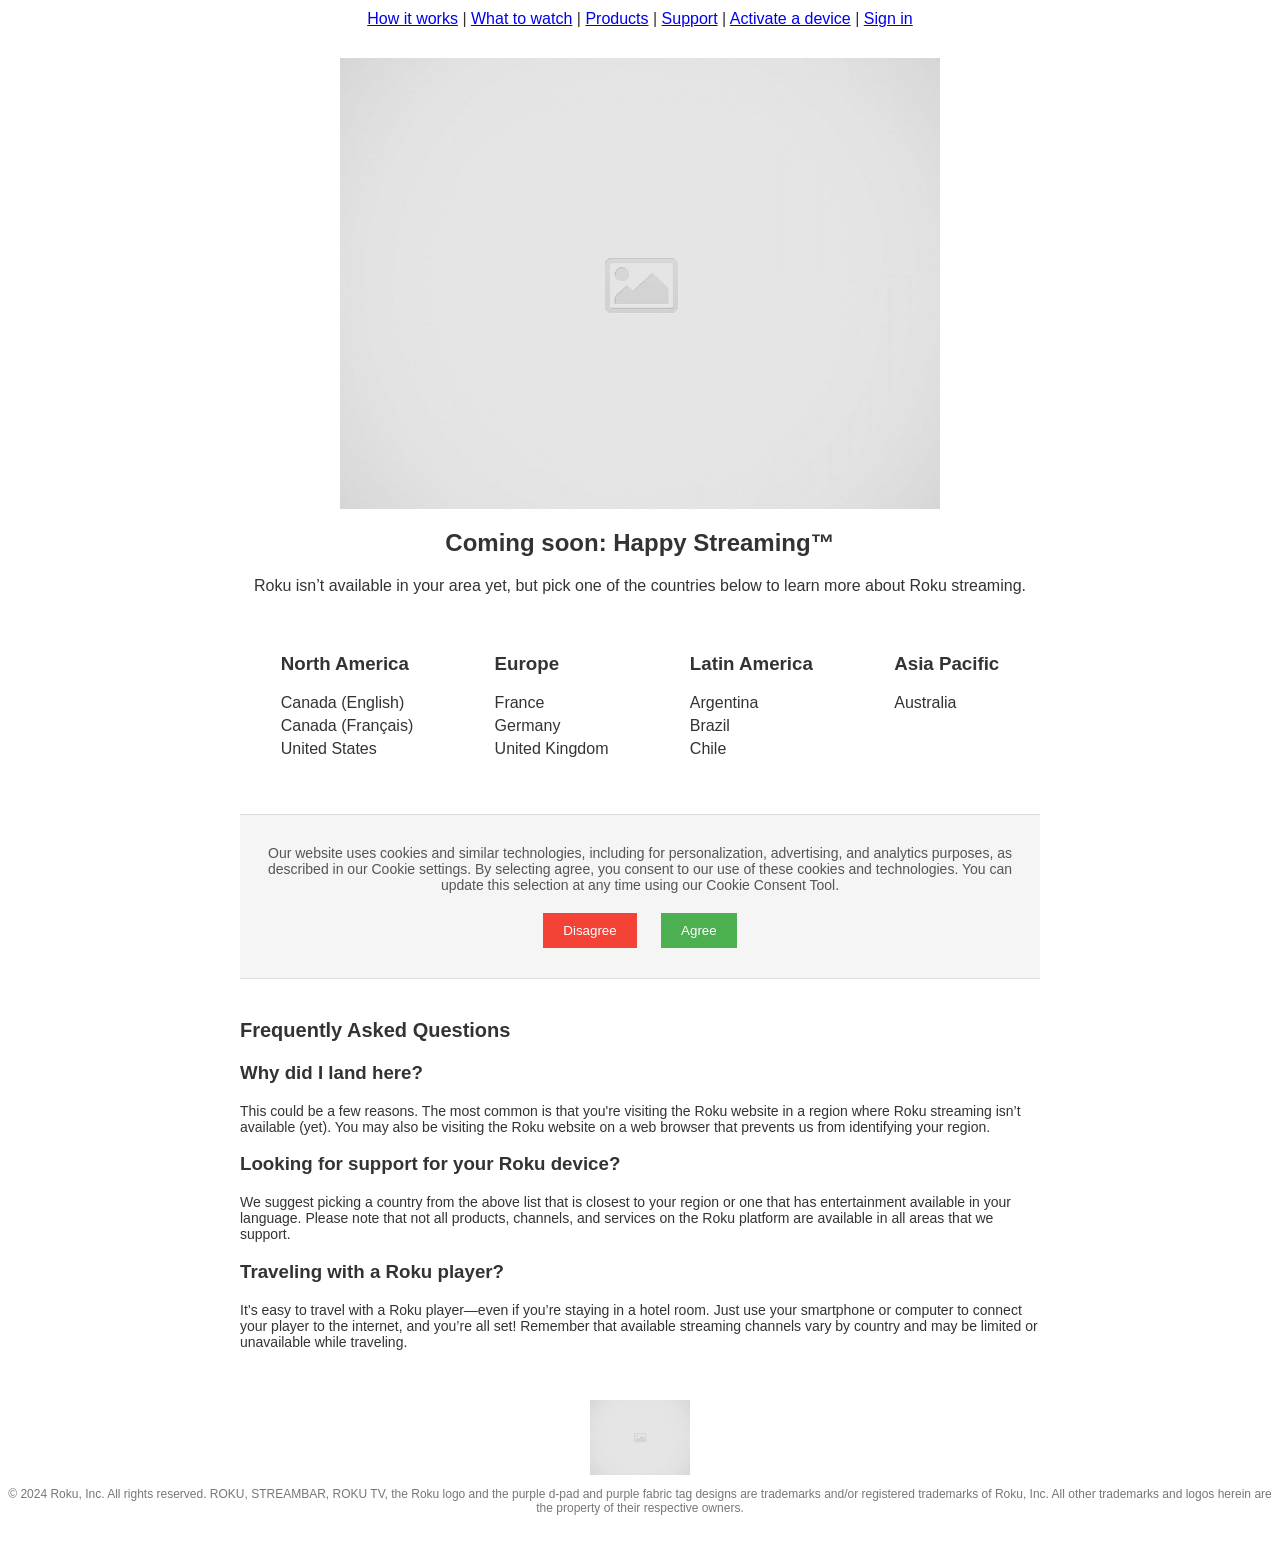 How it works | What to watch | Products | Support | Activate a device | Sign in
Coming soon: Happy Streaming™
Roku isn’t available in your area yet, but pick one of the countries below to learn more about Roku streaming.
North America
Canada (English)
Canada (Français)
United States
Europe
France
Germany
United Kingdom
Latin America
Argentina
Brazil
Chile
Asia Pacific
Australia
Our website uses cookies and similar technologies, including for personalization, advertising, and analytics purposes, as
described in our Cookie settings. By selecting agree, you consent to our use of these cookies and technologies. You can
update this selection at any time using our Cookie Consent Tool.
Disagree Agree
Frequently Asked Questions
Why did I land here?
This could be a few reasons. The most common is that you're visiting the Roku website in a region where Roku streaming isn’t
available (yet). You may also be visiting the Roku website on a web browser that prevents us from identifying your region.
Looking for support for your Roku device?
We suggest picking a country from the above list that is closest to your region or one that has entertainment available in your
language. Please note that not all products, channels, and services on the Roku platform are available in all areas that we
support.
Traveling with a Roku player?
It’s easy to travel with a Roku player—even if you’re staying in a hotel room. Just use your smartphone or computer to connect
your player to the internet, and you’re all set! Remember that available streaming channels vary by country and may be limited or
unavailable while traveling.
© 2024 Roku, Inc. All rights reserved. ROKU, STREAMBAR, ROKU TV, the Roku logo and the purple d-pad and purple fabric tag designs are trademarks and/or registered trademarks of Roku, Inc. All other trademarks and logos herein are
the property of their respective owners.